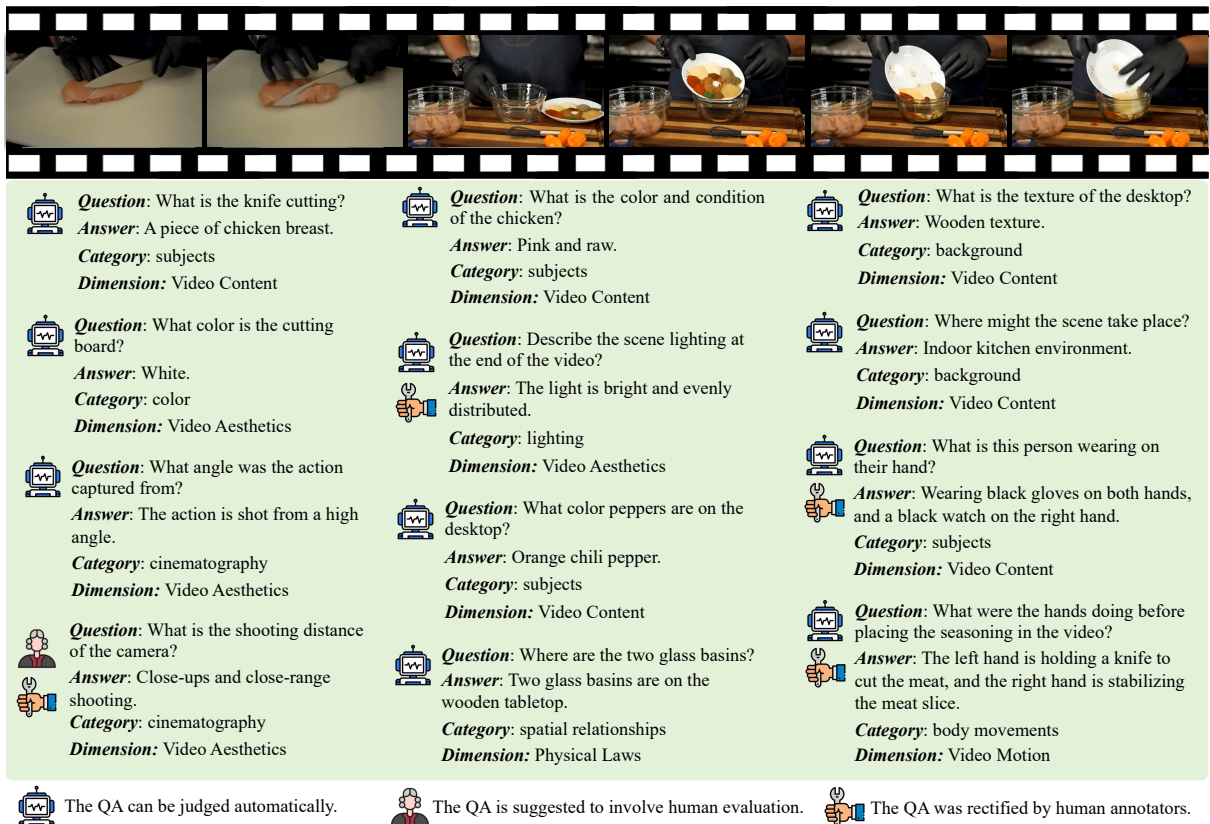 Question: What is the knife cutting?
Answer: A piece of chicken breast.
Category: subjects
Dimension: Video Content
Question: What color is the cutting
board?
Answer: White.
Category: color
Dimension: Video Aesthetics
Question: What angle was the action
captured from?
Answer: The action is shot from a high
angle.
Category: cinematography
Dimension: Video Aesthetics
Question: What is the shooting distance
of the camera?
Answer: Close-ups and close-range
shooting.
Category: cinematography
Dimension: Video Aesthetics
Question: What is the color and condition
of the chicken?
Answer: Pink and raw.
Category: subjects
Dimension: Video Content
Question: Describe the scene lighting at
the end of the video?
Answer: The light is bright and evenly
distributed.
Category: lighting
Dimension: Video Aesthetics
Question: What color peppers are on the
desktop?
Answer: Orange chili pepper.
Category: subjects
Dimension: Video Content
Question: Where are the two glass basins?
Answer: Two glass basins are on the
wooden tabletop.
Category: spatial relationships
Dimension: Physical Laws
Question: What is the texture of the desktop?
Answer: Wooden texture.
Category: background
Dimension: Video Content
Question: Where might the scene take place?
Answer: Indoor kitchen environment.
Category: background
Dimension: Video Content
Question: What is this person wearing on
their hand?
Answer: Wearing black gloves on both hands,
and a black watch on the right hand.
Category: subjects
Dimension: Video Content
Question: What were the hands doing before
placing the seasoning in the video?
Answer: The left hand is holding a knife to
cut the meat, and the right hand is stabilizing
the meat slice.
Category: body movements
Dimension: Video Motion
The QA can be judged automatically.
The QA is suggested to involve human evaluation.
The QA was rectified by human annotators.